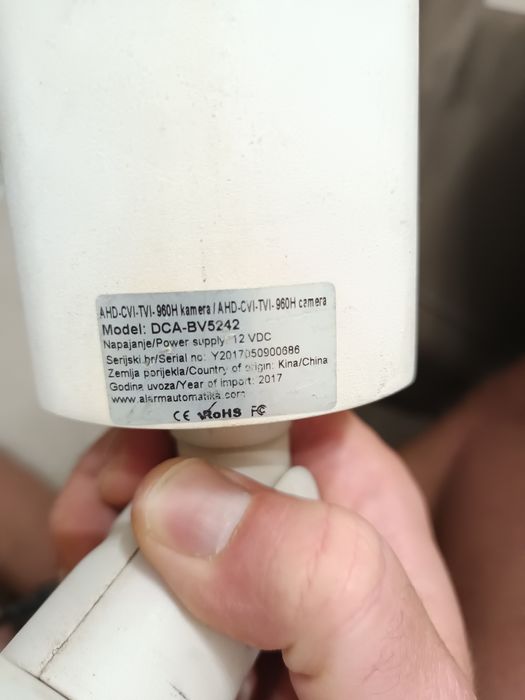 AHD-CVI-TVI-960H kamera / AHD-CVI-TVI-960H camera
Model: DCA-BV5242
Napajanje/Power supply: 12 VDC
Serijski br/Serial no: Y2017050900686
Zemlja porijekla/Country of origin: Kina/China
Godina uvoza/Year of import: 2017
www.alarmautomatika.com
CE RoHS FC